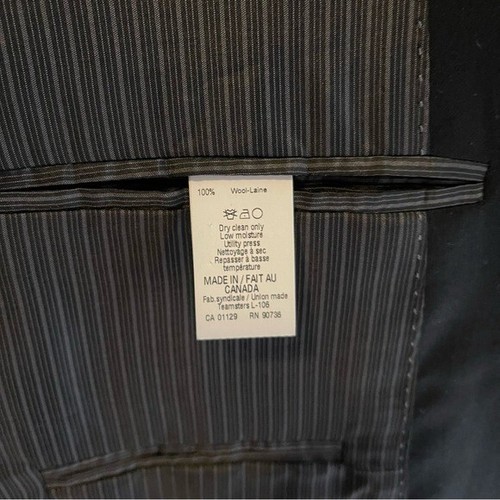 100% Wool-Laine
Dry clean only
Low moisture
Utility press
Nettoyage à sec
Repasser à basse
température
MADE IN / FAIT AU
CANADA
Fab.syndicale / Union made
Teamsters L-106
CA 01129 RN 90738